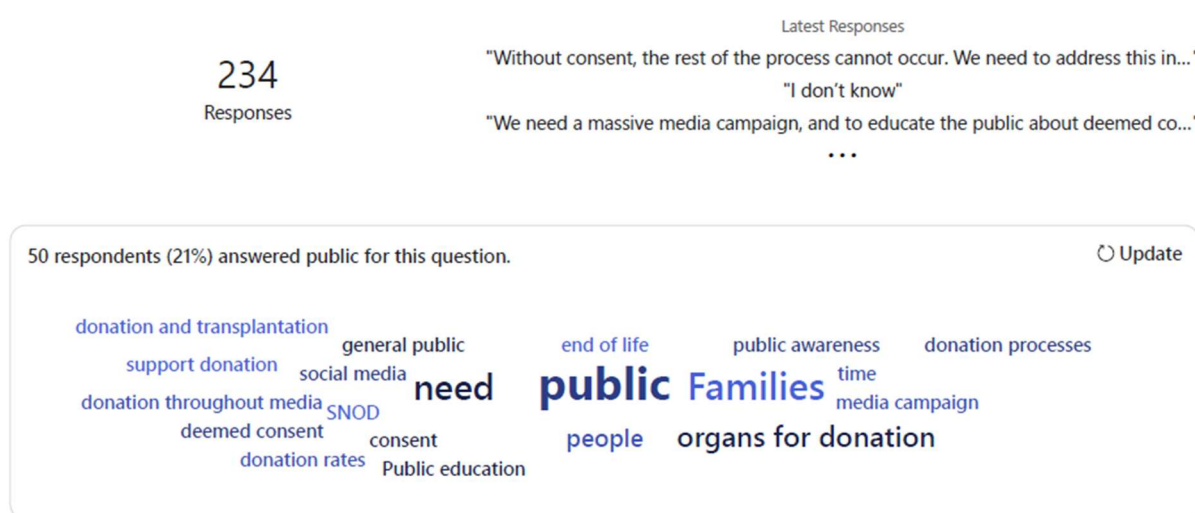 Latest Responses
234
Responses
"Without consent, the rest of the process cannot occur. We need to address this in..."
"I don't know"
"We need a massive media campaign, and to educate the public about deemed co..."
...
50 respondents (21%) answered public for this question.
Update
donation and transplantation
general public
end of life
public awareness
donation processes
support donation
social media
need
public
Families
time
donation throughout media
SNOD
media campaign
deemed consent
consent
people
organs for donation
donation rates
Public education